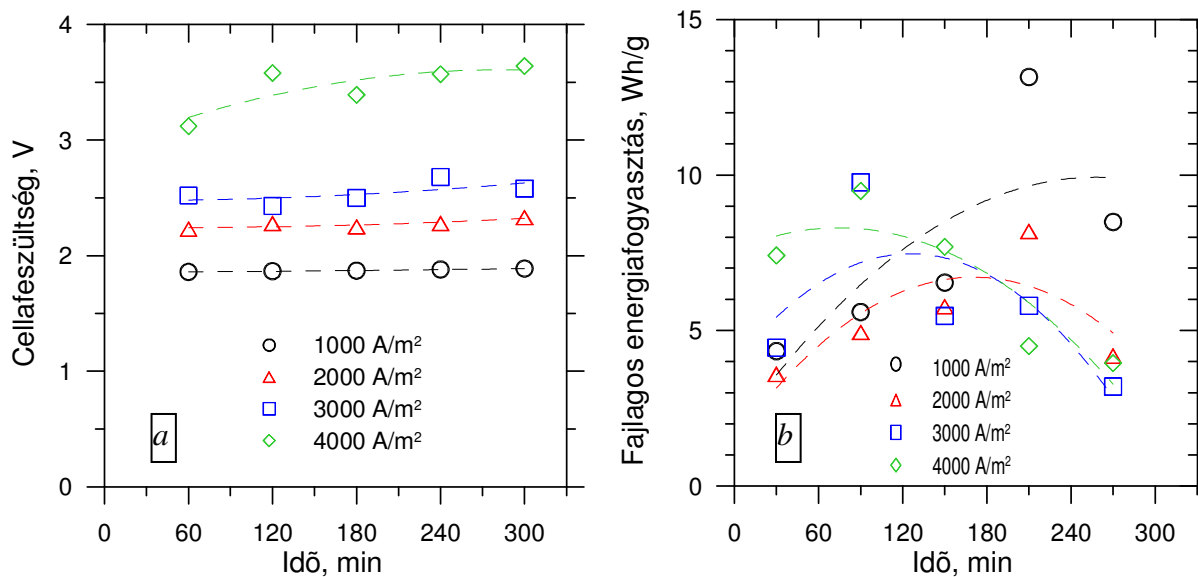 4
3
2
1
0
0
60
120
180
240
300
Cellafeszültség, V
Idõ, min
1000 A/m²
2000 A/m²
3000 A/m²
4000 A/m²
a
15
10
5
0
0
60
120
180
240
300
Fajlagos energiafogyasztás, Wh/g
Idõ, min
1000 A/m²
2000 A/m²
3000 A/m²
4000 A/m²
b